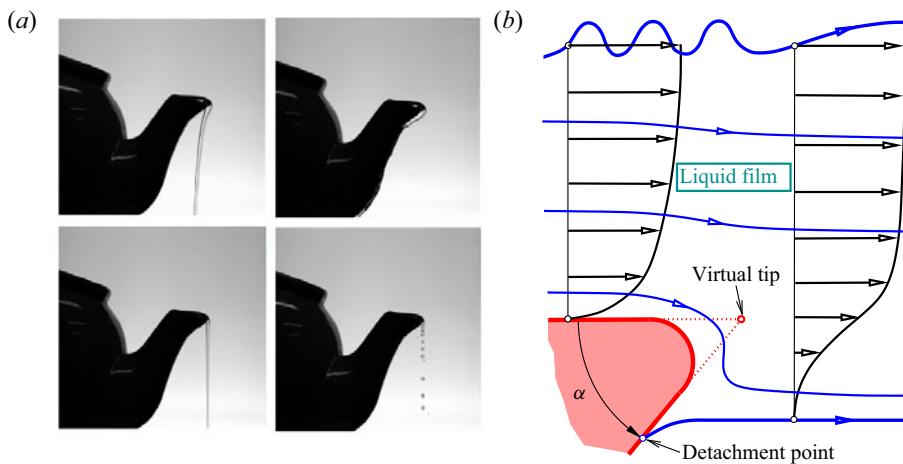 (a)
(b)
Liquid film
Virtual tip
α
Detachment point